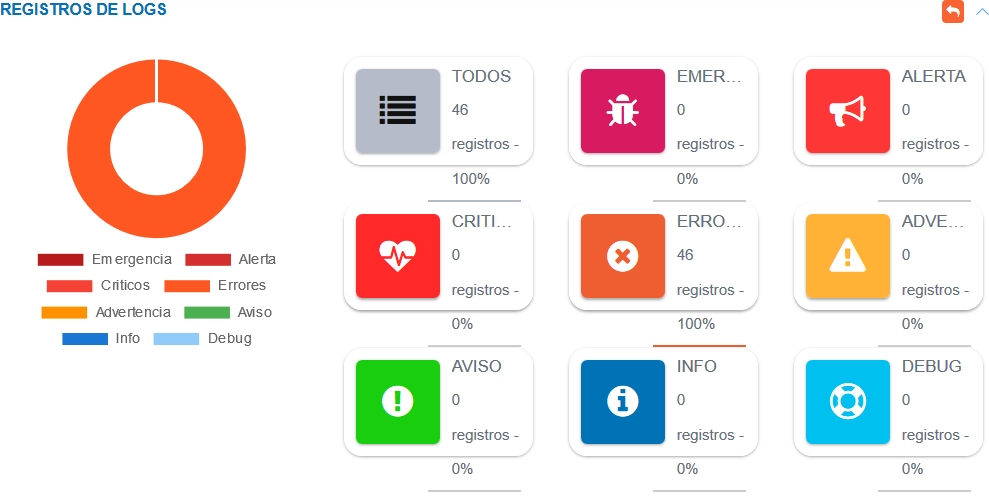 REGISTROS DE LOGS
Emergencia
Alerta
Criticos
Errores
Advertencia
Aviso
Info
Debug
TODOS
46
registros -
100%
EMER...
0
registros -
0%
ALERTA
0
registros -
0%
CRITI...
0
registros -
0%
ERRO...
46
registros -
100%
ADVE...
0
registros -
0%
AVISO
0
registros -
0%
INFO
0
registros -
0%
DEBUG
0
registros -
0%